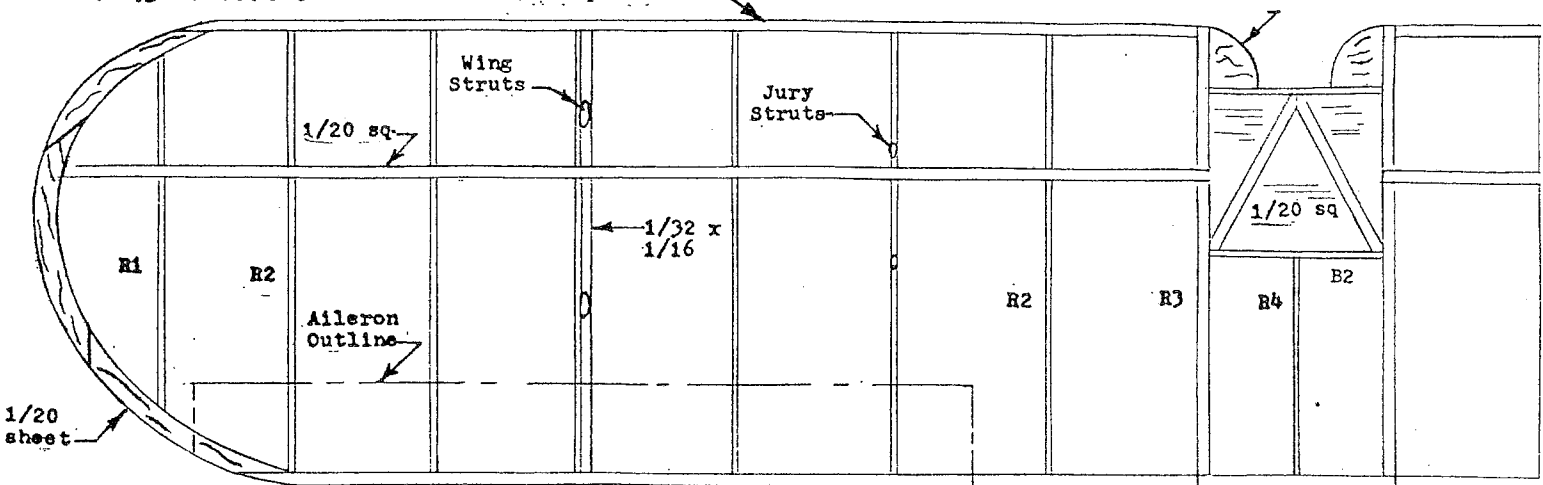 Wing
Struts
Jury
Struts
1/20 sq
1/20 sq
1/32 x
1/16
R1
R2
R2
R3
R4
B2
Aileron
Outline
1/20
sheet